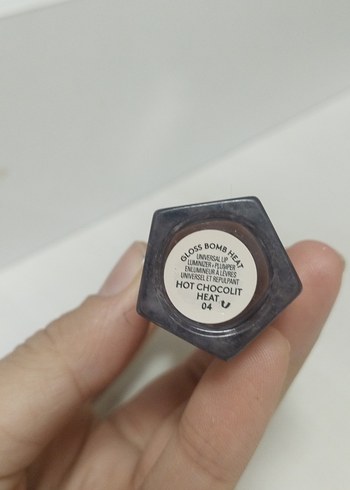 GLOSS BOMB HEAT
UNIVERSAL LIP
LUMINIZER + PLUMPER
ENLUMINEUR À LÈVRES
UNIVERSEL ET REPULPANT
HOT CHOCOLIT
HEAT
04